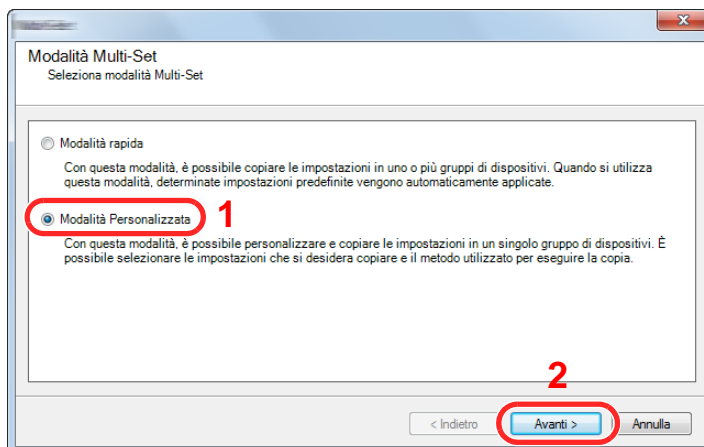 Modalità Multi-Set
Seleziona modalità Multi-Set
Modalità rapida
Con questa modalità, è possibile copiare le impostazioni in uno o più gruppi di dispositivi. Quando si utilizza
questa modalità, determinate impostazioni predefinite vengono automaticamente applicate.
Modalità Personalizzata 1
Con questa modalità, è possibile personalizzare e copiare le impostazioni in un singolo gruppo di dispositivi. È
possibile selezionare le impostazioni che si desidera copiare e il metodo utilizzato per eseguire la copia.
2
< Indietro Avanti > Annulla